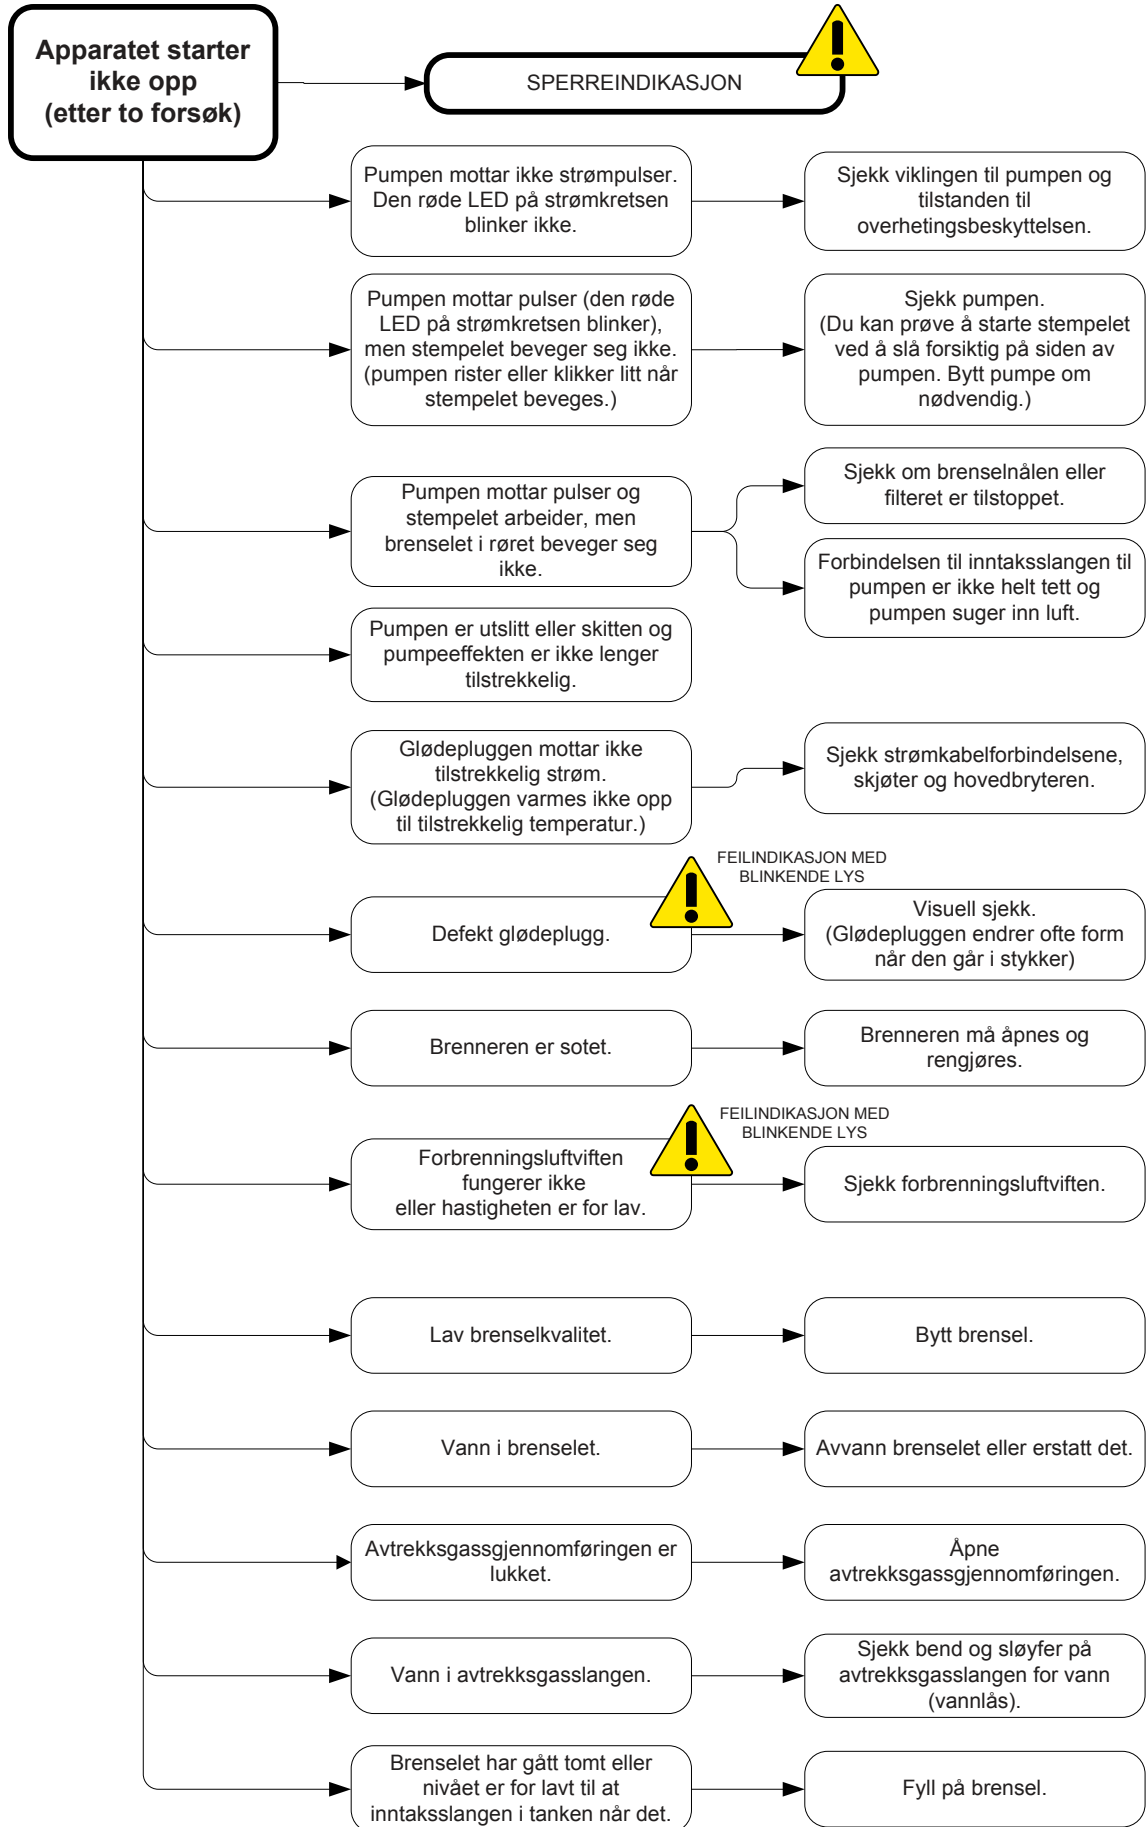 Apparatet starter
ikke opp
(etter to forsøk)
SPERREINDIKASJON
Pumpen mottar ikke strømpulser.
Den røde LED på strømkretsen
blinker ikke.
Sjekk viklingen til pumpen og
tilstanden til
overhetingsbeskyttelsen.
Pumpen mottar pulser (den røde
LED på strømkretsen blinker),
men stempelet beveger seg ikke.
(pumpen rister eller klikker litt når
stempelet beveges.)
Sjekk pumpen.
(Du kan prøve å starte stempelet
ved å slå forsiktig på siden av
pumpen. Bytt pumpe om
nødvendig.)
Pumpen mottar pulser og
stempelet arbeider, men
brenselet i røret beveger seg
ikke.
Sjekk om brenselnålen eller
filteret er tilstoppet.
Forbindelsen til inntaksslangen til
pumpen er ikke helt tett og
pumpen suger inn luft.
Pumpen er utslitt eller skitten og
pumpeeffekten er ikke lenger
tilstrekkelig.
Glødepluggen mottar ikke
tilstrekkelig strøm.
(Glødepluggen varmes ikke opp
til tilstrekkelig temperatur.)
Sjekk strømkabelforbindelsene,
skjøter og hovedbryteren.
FEILINDIKASJON MED
BLINKENDE LYS
Defekt glødeplugg.
Visuell sjekk.
(Glødepluggen endrer ofte form
når den går i stykker)
Brenneren er sotet.
Brenneren må åpnes og
rengjøres.
FEILINDIKASJON MED
BLINKENDE LYS
Forbrenningsluftviften
fungerer ikke
eller hastigheten er for lav.
Sjekk forbrenningsluftviften.
Lav brenselkvalitet.
Bytt brensel.
Vann i brenselet.
Avvann brenselet eller erstatt det.
Avtrekksgassgjennomføringen er
lukket.
Åpne
avtrekksgassgjennomføringen.
Vann i avtrekksgasslangen.
Sjekk bend og sløyfer på
avtrekksgasslangen for vann
(vannlås).
Brenselet har gått tomt eller
nivået er for lavt til at
inntaksslangen i tanken når det.
Fyll på brensel.